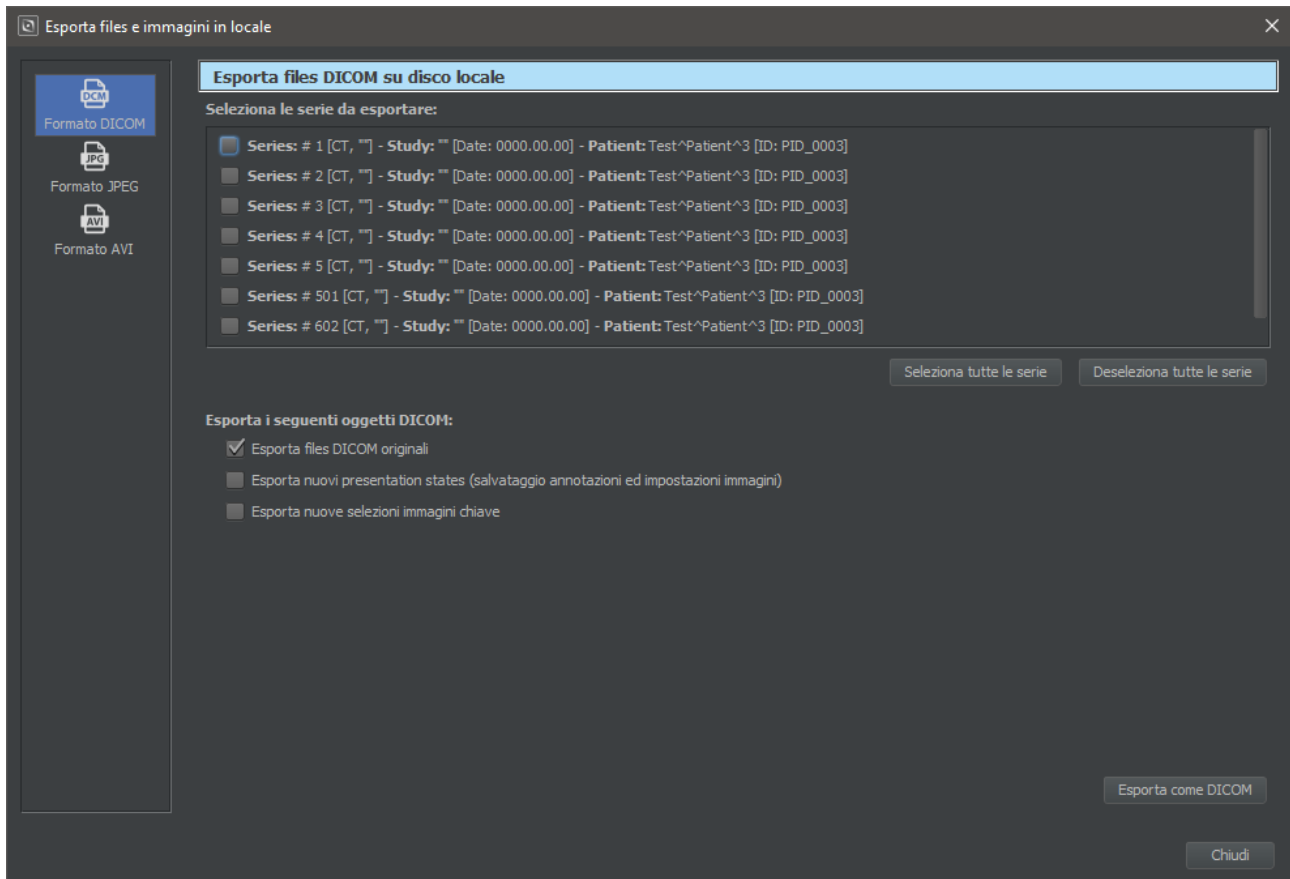 Esporta files e immagini in locale
DCM
Formato DICOM
JPG
Formato JPEG
AVI
Formato AVI
Esporta files DICOM su disco locale
Seleziona le serie da esportare:
Series: # 1 [CT, ""] - Study: "" [Date: 0000.00.00] - Patient: Test^Patient^3 [ID: PID_0003]
Series: # 2 [CT, ""] - Study: "" [Date: 0000.00.00] - Patient: Test^Patient^3 [ID: PID_0003]
Series: # 3 [CT, ""] - Study: "" [Date: 0000.00.00] - Patient: Test^Patient^3 [ID: PID_0003]
Series: # 4 [CT, ""] - Study: "" [Date: 0000.00.00] - Patient: Test^Patient^3 [ID: PID_0003]
Series: # 5 [CT, ""] - Study: "" [Date: 0000.00.00] - Patient: Test^Patient^3 [ID: PID_0003]
Series: # 501 [CT, ""] - Study: "" [Date: 0000.00.00] - Patient: Test^Patient^3 [ID: PID_0003]
Series: # 602 [CT, ""] - Study: "" [Date: 0000.00.00] - Patient: Test^Patient^3 [ID: PID_0003]
Seleziona tutte le serie
Deseleziona tutte le serie
Esporta i seguenti oggetti DICOM:
Esporta files DICOM originali
Esporta nuovi presentation states (salvataggio annotazioni ed impostazioni immagini)
Esporta nuove selezioni immagini chiave
Esporta come DICOM
Chiudi